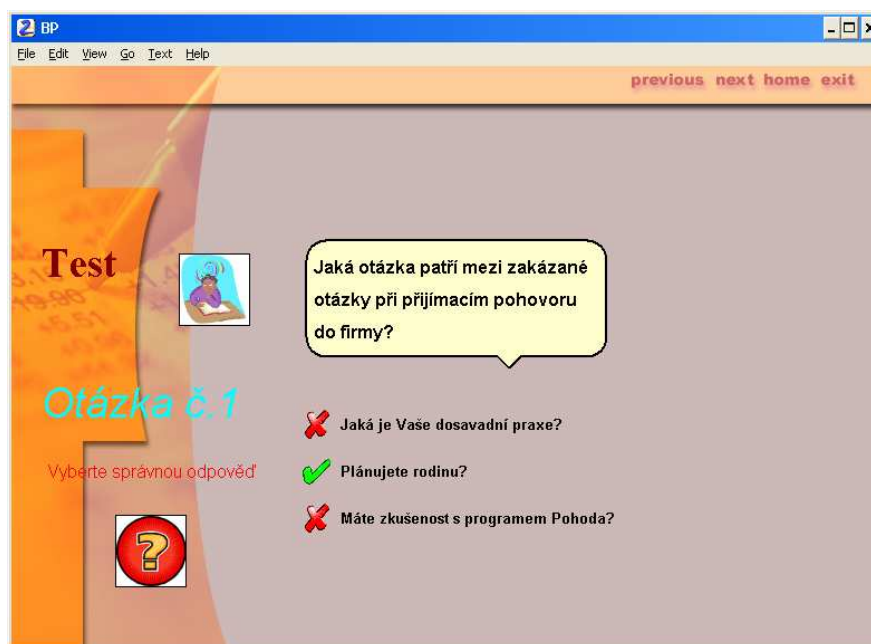 BP
File Edit View Go Text Help
previous next home exit
Test
Jaká otázka patří mezi zakázané
otázky při přijímacím pohovoru
do firmy?
Otázka č.1
Vyberte správnou odpověď
Jaká je Vaše dosavadní praxe?
Plánujete rodinu?
Máte zkušenost s programem Pohoda?